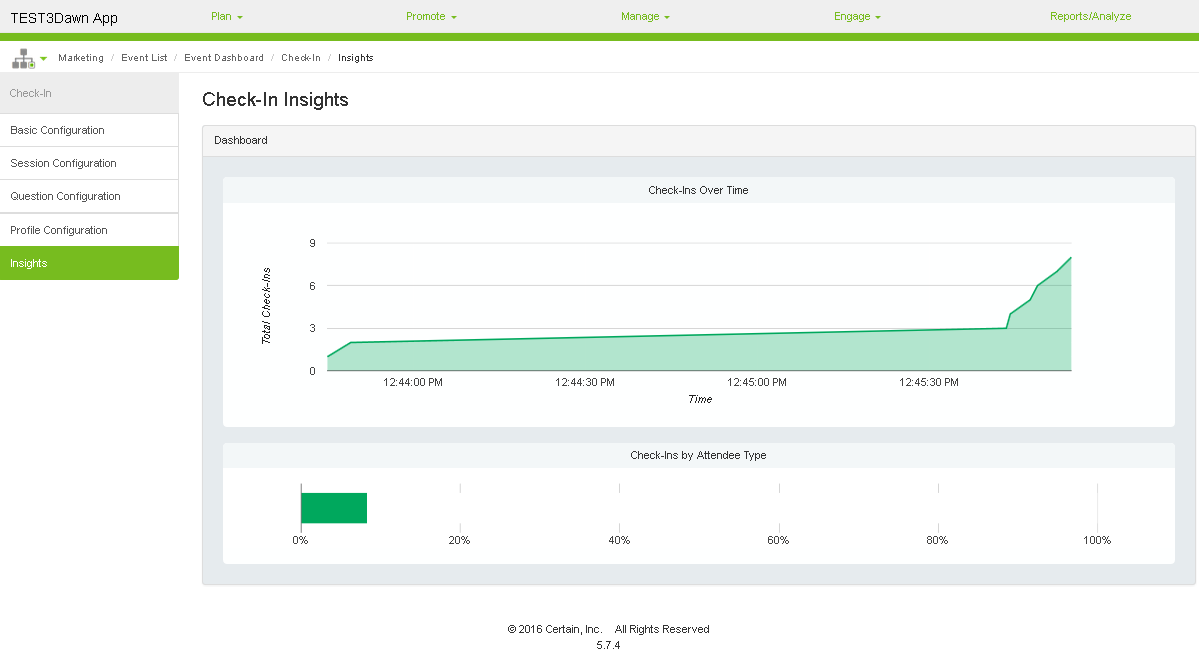 TEST3Dawn App
Plan
Promote
Manage
Engage
Reports/Analyze
Marketing / Event List / Event Dashboard / Check-In / Insights
Check-In
Basic Configuration
Session Configuration
Question Configuration
Profile Configuration
Insights
Check-In Insights
Dashboard
Check-Ins Over Time
Total Check-Ins
9
6
3
0
12:44:00 PM 12:44:30 PM 12:45:00 PM 12:45:30 PM
Time
Check-Ins by Attendee Type
0% 20% 40% 60% 80% 100%
© 2016 Certain, Inc. All Rights Reserved
5.7.4